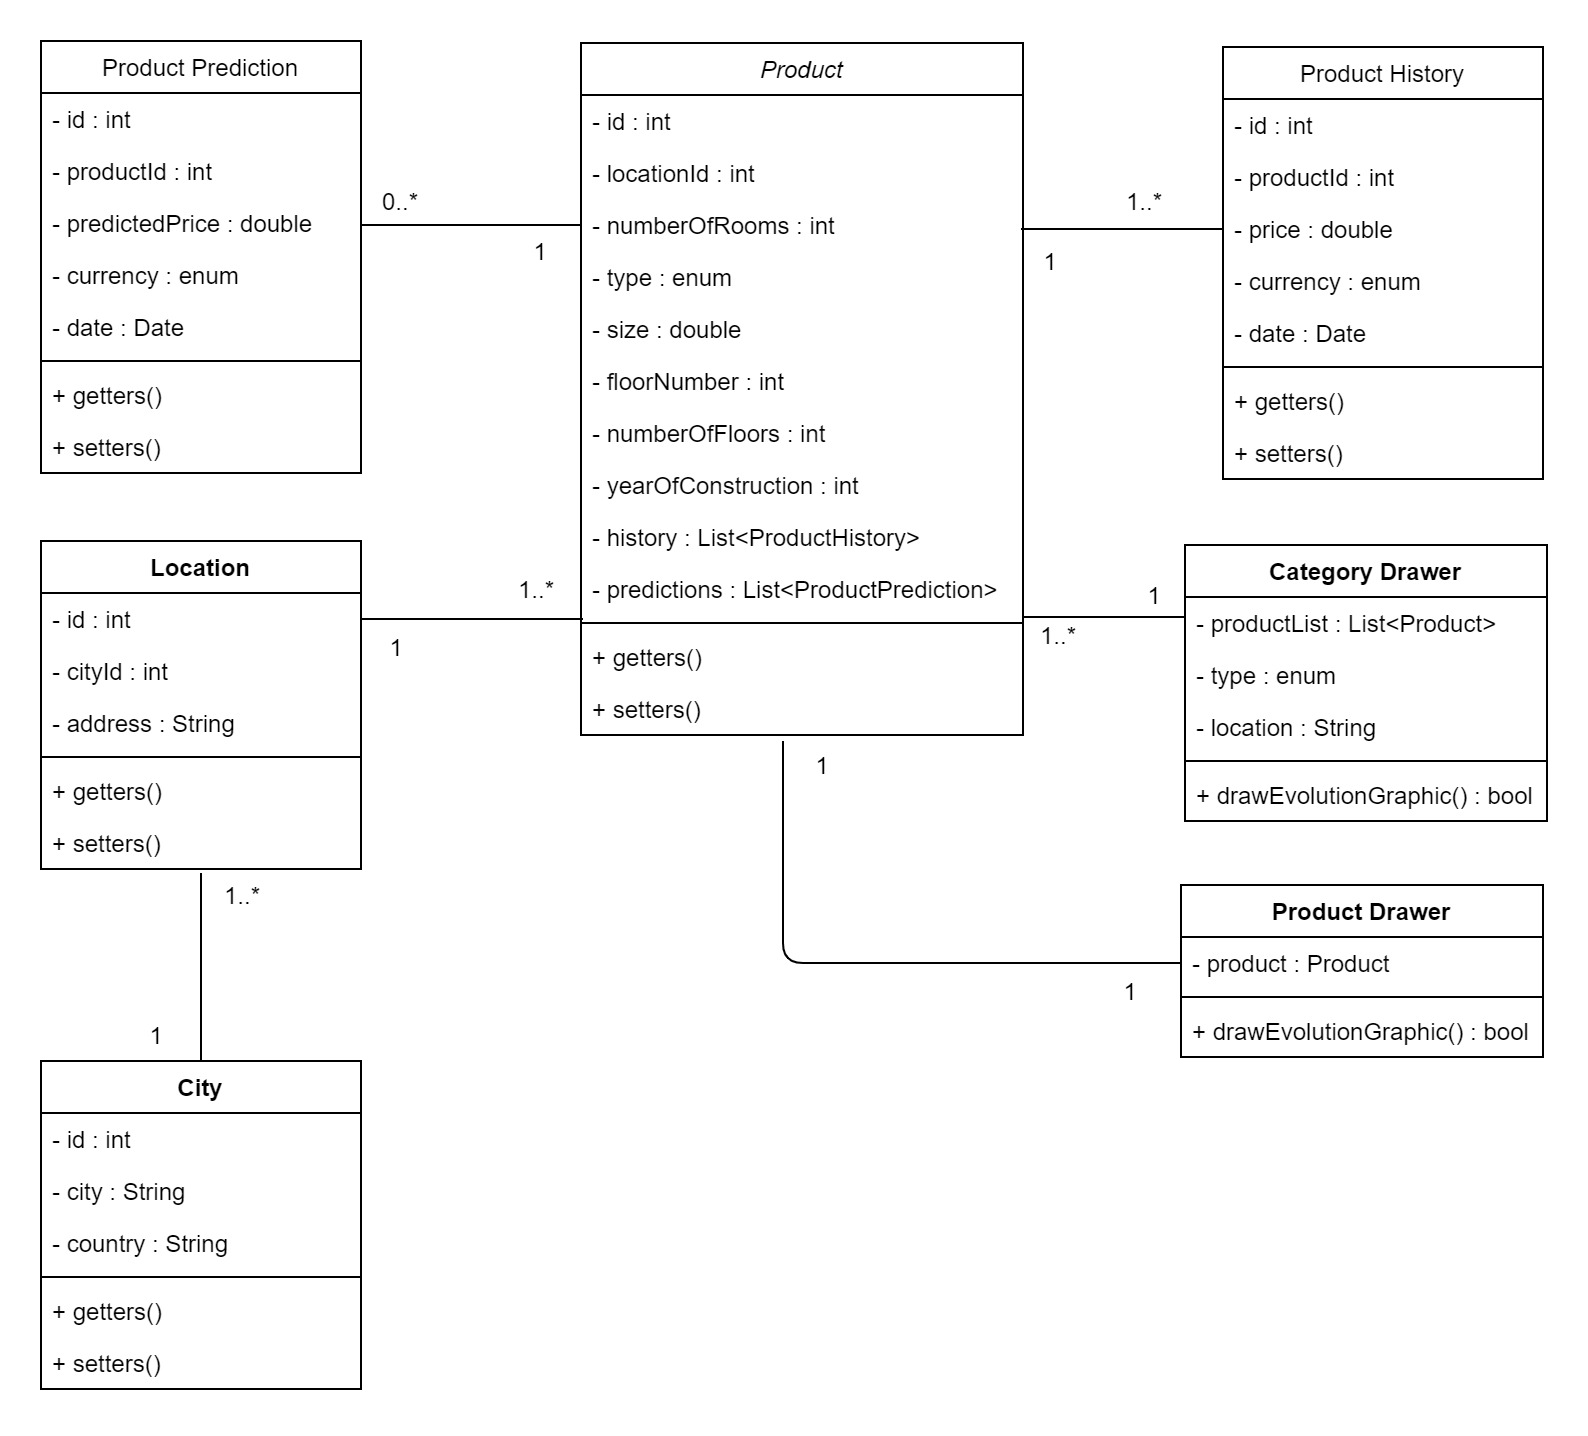 Product Prediction
- id : int
- productId : int
- predictedPrice : double
- currency : enum
- date : Date
+ getters()
+ setters()
0..*
1
Product
- id : int
- locationId : int
- numberOfRooms : int
- type : enum
- size : double
- floorNumber : int
- numberOfFloors : int
- yearOfConstruction : int
- history : List<ProductHistory>
- predictions : List<ProductPrediction>
+ getters()
+ setters()
1..*
1
Product History
- id : int
- productId : int
- price : double
- currency : enum
- date : Date
+ getters()
+ setters()
Location
- id : int
- cityId : int
- address : String
+ getters()
+ setters()
1..*
1
1
1..*
Category Drawer
- productList : List<Product>
- type : enum
- location : String
+ drawEvolutionGraphic() : bool
1
1
Product Drawer
- product : Product
+ drawEvolutionGraphic() : bool
1..*
1
City
- id : int
- city : String
- country : String
+ getters()
+ setters()